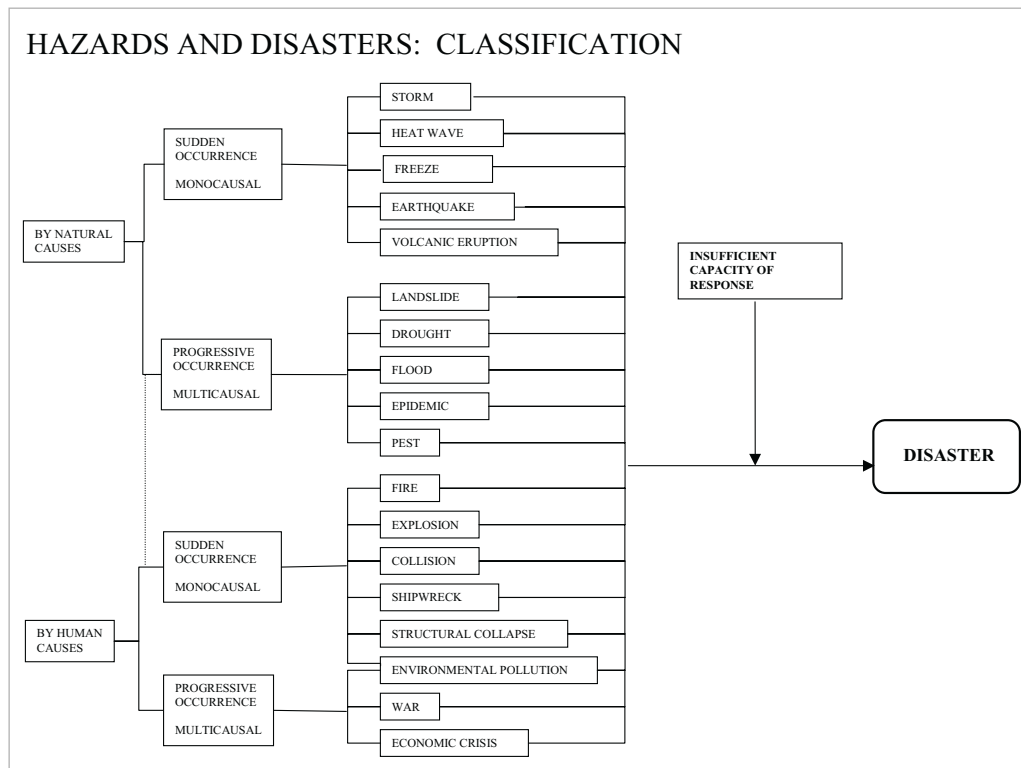 HAZARDS AND DISASTERS: CLASSIFICATION
STORM
HEAT WAVE
FREEZE
EARTHQUAKE
VOLCANIC ERUPTION
SUDDEN
OCCURRENCE
MONOCAUSAL
BY NATURAL
CAUSES
INSUFFICIENT
CAPACITY OF
RESPONSE
LANDSLIDE
DROUGHT
FLOOD
EPIDEMIC
PEST
PROGRESSIVE
OCCURRENCE
MULTICAUSAL
DISASTER
FIRE
EXPLOSION
COLLISION
SHIPWRECK
STRUCTURAL COLLAPSE
ENVIRONMENTAL POLLUTION
WAR
ECONOMIC CRISIS
SUDDEN
OCCURRENCE
MONOCAUSAL
BY HUMAN
CAUSES
PROGRESSIVE
OCCURRENCE
MULTICAUSAL